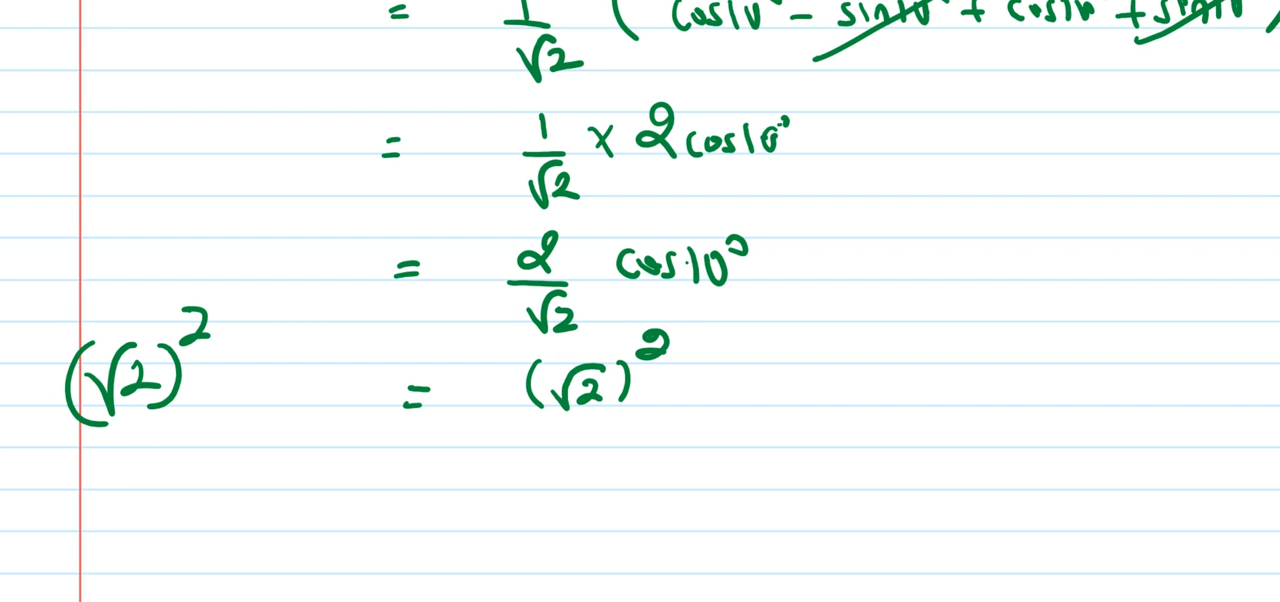 = 1/√2 ( cos10° - sin10° + cos10° + sin10° )
= 1/√2 × 2cos10°
= 2/√2 cos10°
(√2)² = (√2)²